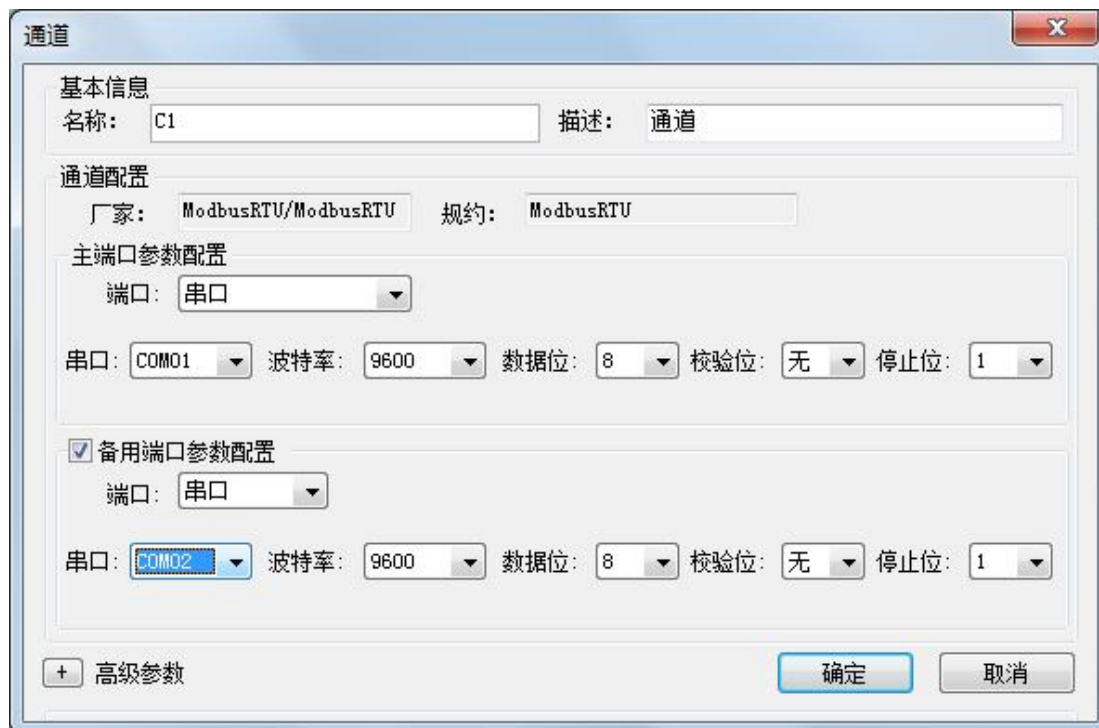 通道
基本信息
名称: C1 描述: 通道
通道配置
厂家: ModbusRTU/ModbusRTU 规约: ModbusRTU
主端口参数配置
端口: 串口
串口: COM01 波特率: 9600 数据位: 8 校验位: 无 停止位: 1
备用端口参数配置
端口: 串口
串口: COM02 波特率: 9600 数据位: 8 校验位: 无 停止位: 1
+ 高级参数 确定 取消